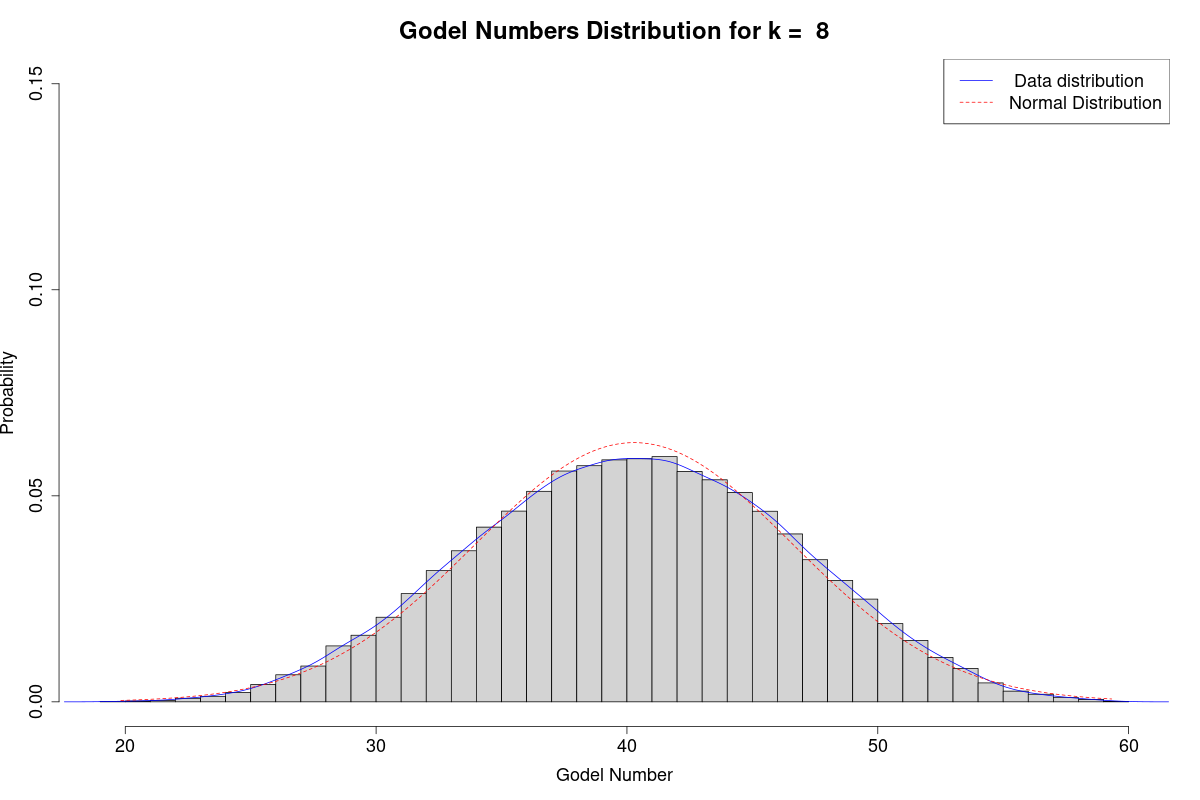 Godel Numbers Distribution for k =  8
Data distribution
Normal Distribution
Probability
0.15
0.10
0.05
0.00
20 30 40 50 60
Godel Number